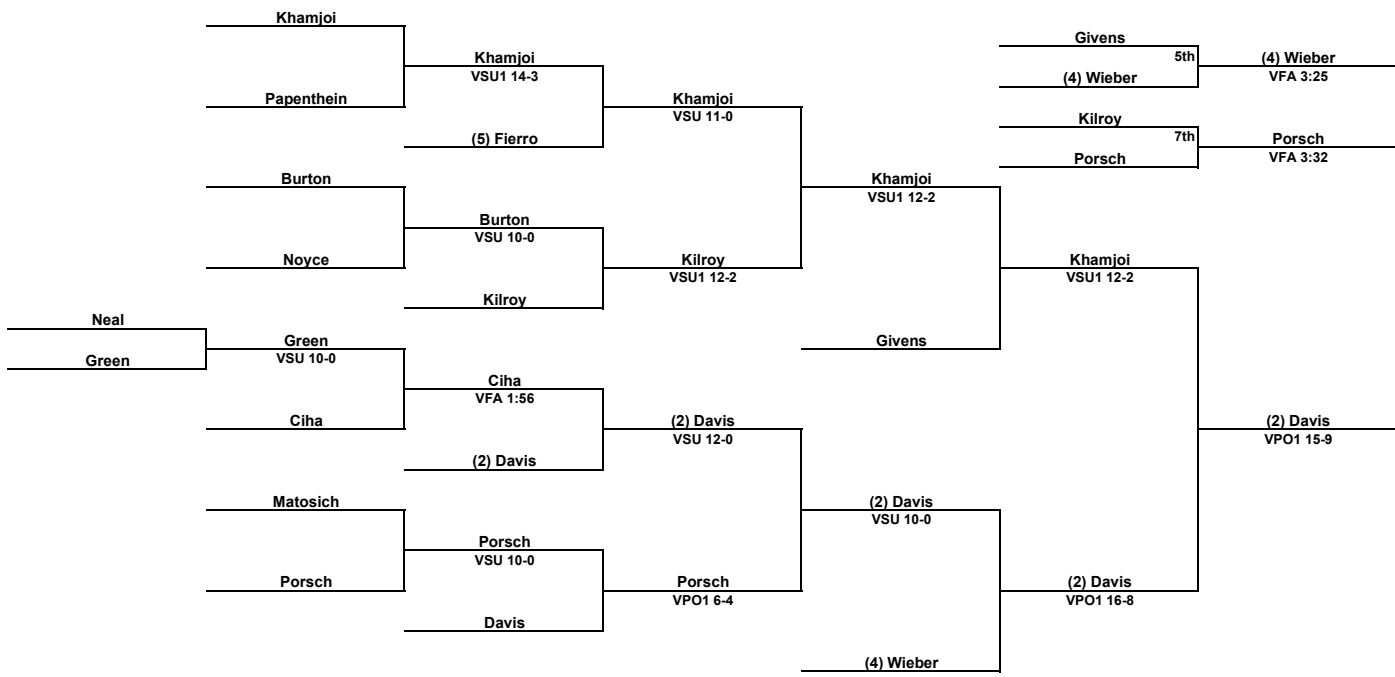 Khamjoi
Khamjoi
VSU1 14-3
Papenthein
Khamjoi
VSU 11-0
(5) Fierro
Burton
Khamjoi
VSU1 12-2
Burton
VSU 10-0
Noyce
Kilroy
VSU1 12-2
Kilroy
Khamjoi
VSU1 12-2
Neal
Green
VSU 10-0
Green
Givens
Ciha
VFA 1:56
Ciha
(2) Davis
VSU 12-0
(2) Davis
(2) Davis
VPO1 15-9
Matosich
(2) Davis
VSU 10-0
Porsch
VSU 10-0
Porsch
Porsch
VPO1 6-4
(2) Davis
VPO1 16-8
Davis
(4) Wieber
Givens
5th
(4) Wieber
VFA 3:25
(4) Wieber
Kilroy
7th
Porsch
VFA 3:32
Porsch